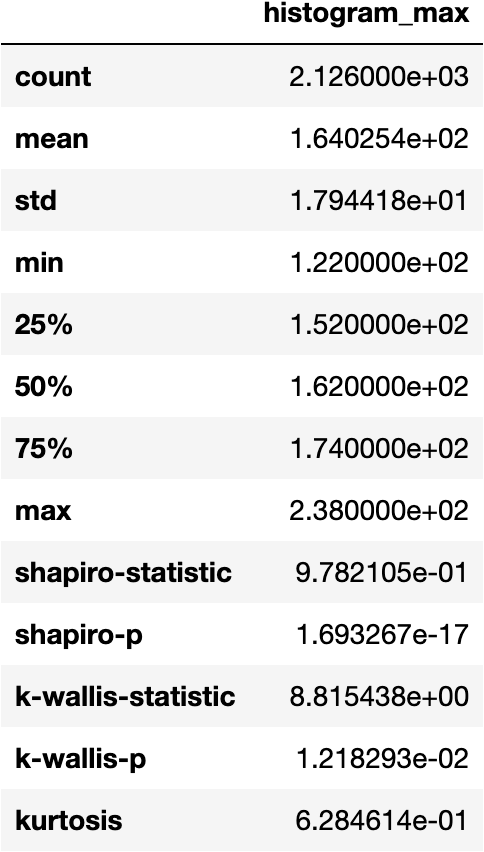 histogram_max
count 2.126000e+03
mean 1.640254e+02
std 1.794418e+01
min 1.220000e+02
25% 1.520000e+02
50% 1.620000e+02
75% 1.740000e+02
max 2.380000e+02
shapiro-statistic 9.782105e-01
shapiro-p 1.693267e-17
k-wallis-statistic 8.815438e+00
k-wallis-p 1.218293e-02
kurtosis 6.284614e-01